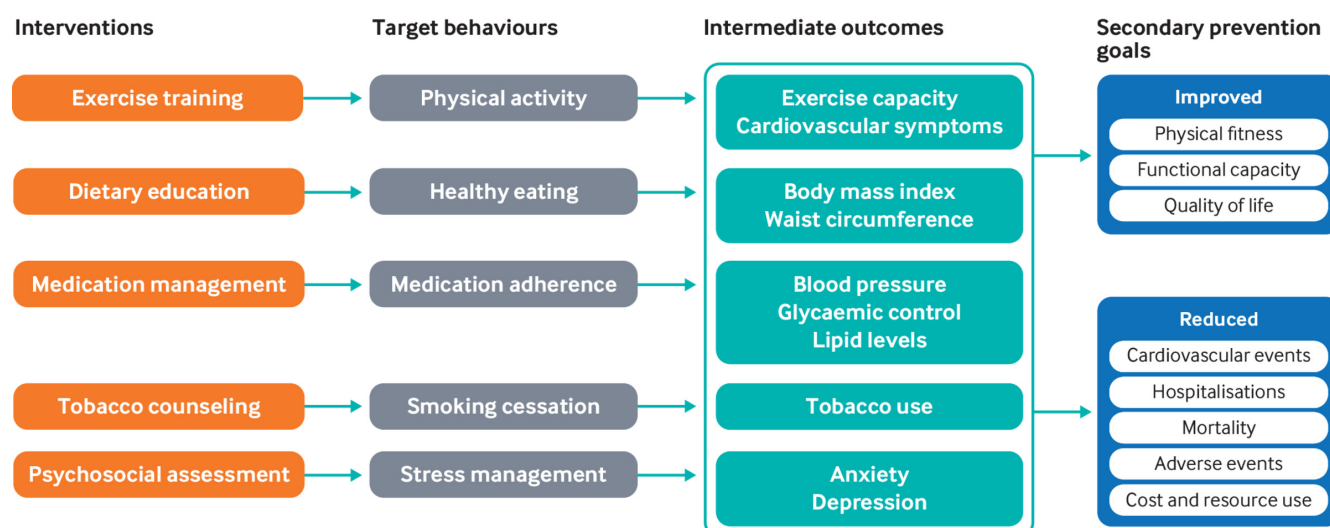 Interventions
Target behaviours
Intermediate outcomes
Secondary prevention
goals
Exercise training
Physical activity
Exercise capacity
Cardiovascular symptoms
Dietary education
Healthy eating
Body mass index
Waist circumference
Medication management
Medication adherence
Blood pressure
Glycaemic control
Lipid levels
Tobacco counseling
Smoking cessation
Tobacco use
Psychosocial assessment
Stress management
Anxiety
Depression
Improved
Physical fitness
Functional capacity
Quality of life
Reduced
Cardiovascular events
Hospitalisations
Mortality
Adverse events
Cost and resource use